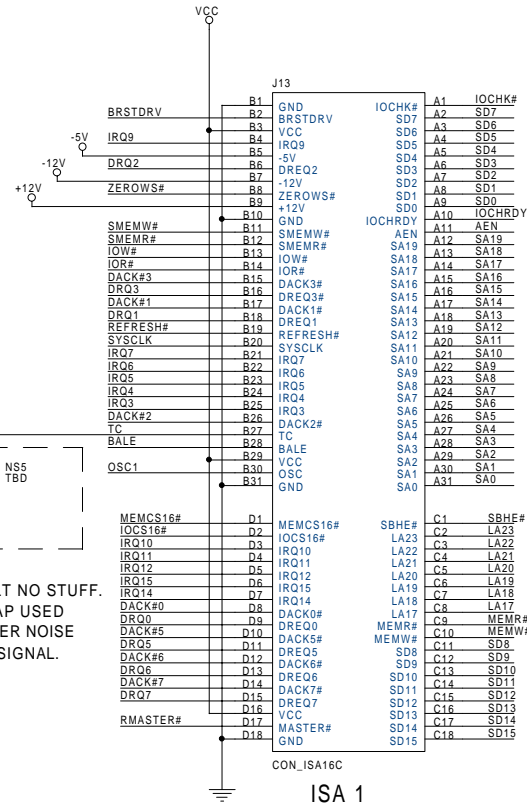 VCC
J13
B1 GND IOCHK# A1 IOCHK#
BRSTDRV B2 BRSTDRV SD7 A2 SD7
B3 VCC SD6 A3 SD6
-5V IRQ9 B4 IRQ9 SD5 A4 SD5
B5 -5V SD4 A5 SD4
-12V DRQ2 B6 DREQ2 SD3 A6 SD3
B7 -12V SD2 A7 SD2
+12V ZEROWS# B8 ZEROWS# SD1 A8 SD1
B9 +12V SD0 A9 SD0
B10 GND IOCHRDY A10 IOCHRDY
SMEMW# B11 SMEMW# AEN A11 AEN
SMEMR# B12 SMEMR# SA19 A12 SA19
IOW# B13 IOW# SA18 A13 SA18
IOR# B14 IOR# SA17 A14 SA17
DACK#3 B15 DACK3# SA16 A15 SA16
DRQ3 B16 DREQ3# SA15 A16 SA15
DACK#1 B17 DACK1# SA14 A17 SA14
DRQ1 B18 DREQ1 SA13 A18 SA13
REFRESH# B19 REFRESH# SA12 A19 SA12
SYSCLK B20 SYSCLK SA11 A20 SA11
IRQ7 B21 IRQ7 SA10 A21 SA10
IRQ6 B22 IRQ6 SA9 A22 SA9
IRQ5 B23 IRQ5 SA8 A23 SA8
IRQ4 B24 IRQ4 SA7 A24 SA7
IRQ3 B25 IRQ3 SA6 A25 SA6
DACK#2 B26 DACK2# SA5 A26 SA5
TC B27 TC SA4 A27 SA4
BALE B28 BALE SA3 A28 SA3
B29 VCC SA2 A29 SA2
OSC1 B30 OSC SA1 A30 SA1
B31 GND SA0 A31 SA0
NS5
TBD
MEMCS16# D1 MEMCS16# SBHE# C1 SBHE#
IOCS16# D2 IOCS16# LA23 C2 LA23
IRQ10 D3 IRQ10 LA22 C3 LA22
IRQ11 D4 IRQ11 LA21 C4 LA21
IRQ12 D5 IRQ12 LA20 C5 LA20
IRQ15 D6 IRQ15 LA19 C6 LA19
IRQ14 D7 IRQ14 LA18 C7 LA18
DACK#0 D8 DACK0# LA17 C8 LA17
DRQ0 D9 DREQ0 MEMR# C9 MEMR#
DACK#5 D10 DACK5# MEMW# C10 MEMW#
DRQ5 D11 DREQ5 SD8 C11 SD8
DACK#6 D12 DACK6# SD9 C12 SD9
DRQ6 D13 DREQ6 SD10 C13 SD10
DACK#7 D14 DACK7# SD11 C14 SD11
DRQ7 D15 DREQ7 SD12 C15 SD12
D16 VCC SD13 C16 SD13
RMASTER# D17 MASTER# SD14 C17 SD14
D18 GND SD15 C18 SD15
LT NO STUFF.
AP USED
ER NOISE
SIGNAL.
CON_ISA16C
ISA 1